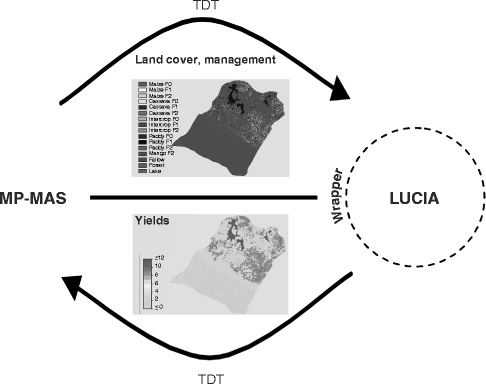 TDT
Land cover, management
Maize F0
Maize F1
Maize F2
Cassava F0
Cassava F1
Cassava F2
Intercrop F0
Intercrop F1
Intercrop F2
Paddy F0
Paddy F1
Paddy F2
Mango F2
Fallow
Forest
Lake
MP-MAS
Wrapper
LUCIA
Yields
≥12
10
8
6
4
2
≤0
TDT